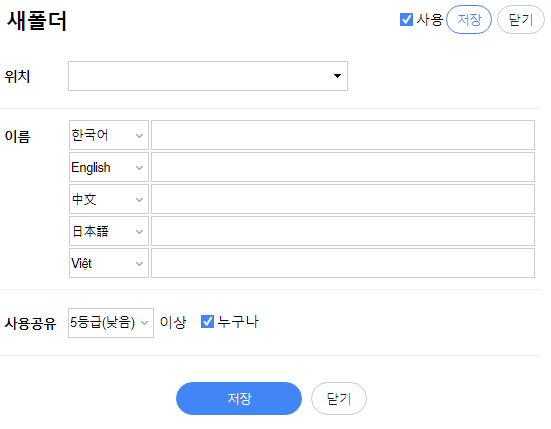 새폴더 사용 저장 닫기
위치
이름 한국어
English
中文
日本語
Việt
사용공유 5등급(낮음) 이상 누구나
저장 닫기